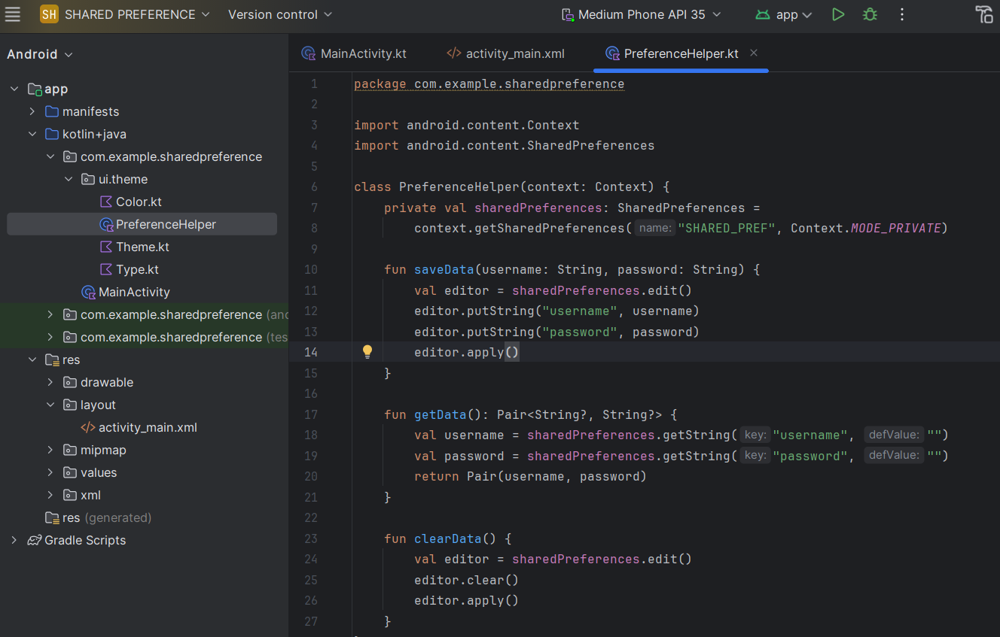 SH SHARED PREFERENCE Version control Medium Phone API 35 app
Android
MainActivity.kt activity_main.xml PreferenceHelper.kt
app
manifests
kotlin+java
com.example.sharedpreference
ui.theme
Color.kt
PreferenceHelper
Theme.kt
Type.kt
MainActivity
com.example.sharedpreference
com.example.sharedpreference
res
drawable
layout
activity_main.xml
mipmap
values
xml
res (generated)
Gradle Scripts
1 package com.example.sharedpreference
2
3 import android.content.Context
4 import android.content.SharedPreferences
5
6 class PreferenceHelper(context: Context) {
7 private val sharedPreferences: SharedPreferences =
8 context.getSharedPreferences( name: "SHARED_PREF", Context.MODE_PRIVATE)
9
10 fun saveData(username: String, password: String) {
11 val editor = sharedPreferences.edit()
12 editor.putString("username", username)
13 editor.putString("password", password)
14 editor.apply()
15 }
16
17 fun getData(): Pair<String?, String?> {
18 val username = sharedPreferences.getString( key: "username", defValue: "")
19 val password = sharedPreferences.getString( key: "password", defValue: "")
20 return Pair(username, password)
21 }
22
23 fun clearData() {
24 val editor = sharedPreferences.edit()
25 editor.clear()
26 editor.apply()
27 }